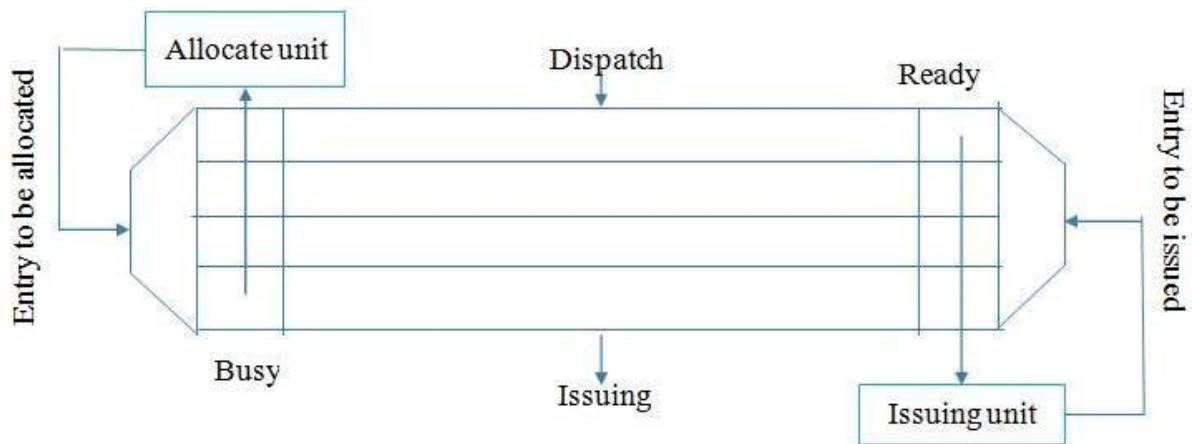 Allocate unit
Dispatch
Ready
Entry to be allocated
Entry to be issued
Busy
Issuing
Issuing unit